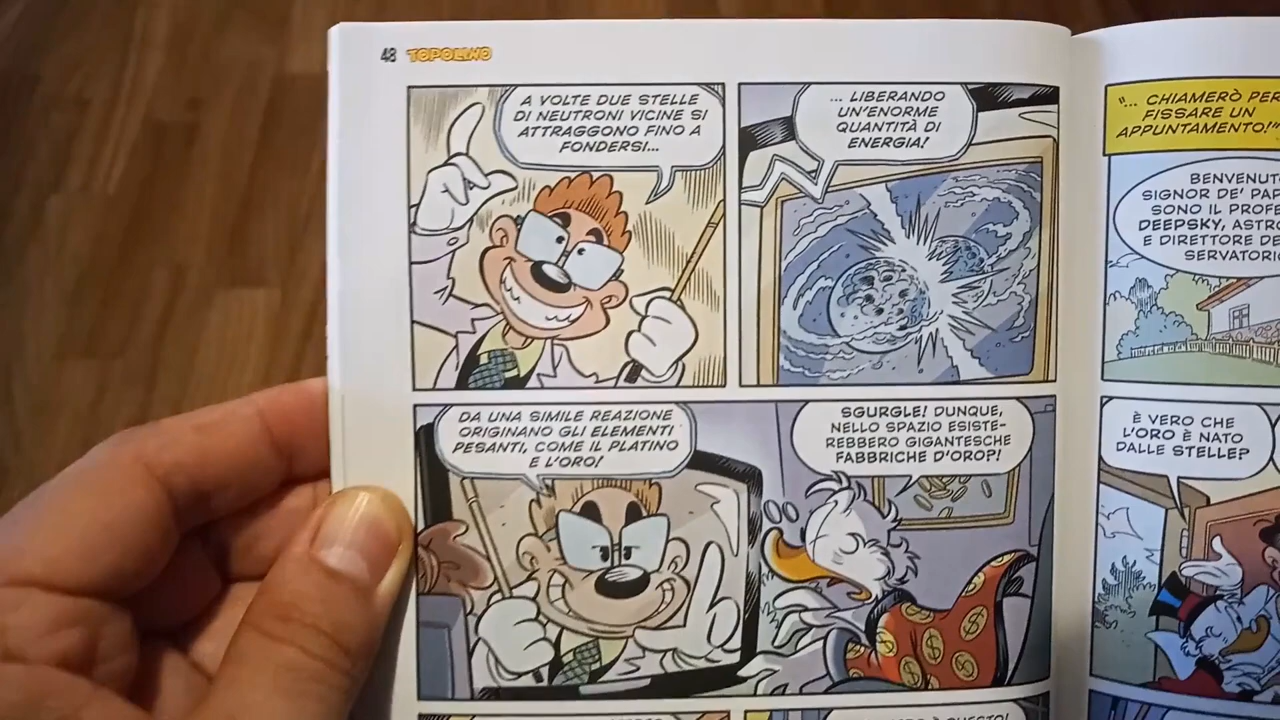 48 TOPOLINO
A VOLTE DUE STELLE
DI NEUTRONI VICINE SI
ATTRAGGONO FINO A
FONDERSI...
... LIBERANDO
UN'ENORME
QUANTITÀ DI
ENERGIA!
DA UNA SIMILE REAZIONE
ORIGINANO GLI ELEMENTI
PESANTI, COME IL PLATINO
E L'ORO!
SGURGLE! DUNQUE,
NELLO SPAZIO ESISTE-
REBBERO GIGANTESCHE
FABBRICHE D'ORO?!
"... CHIAMERÒ PER
FISSARE UN
APPUNTAMENTO!"
BENVENUTO
SIGNOR DE' PAP
SONO IL PROF
DEEPSKY, ASTRO
E DIRETTORE DE
SERVATORIO
È VERO CHE
L'ORO È NATO
DALLE STELLE?